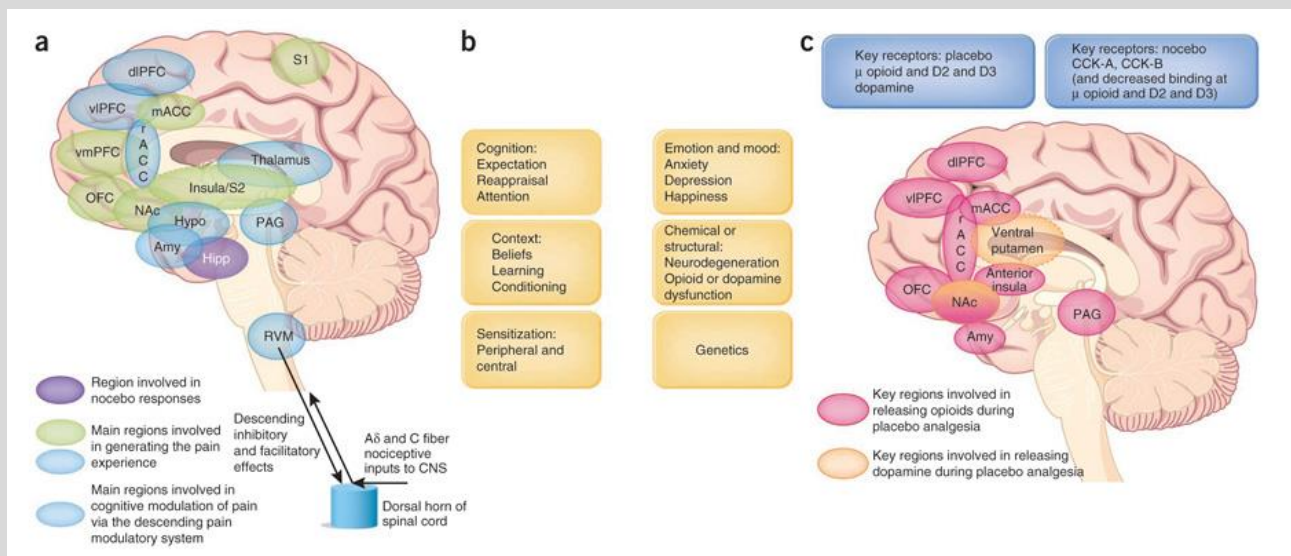 a
S1
dlPFC
vlPFC
mACC
r
A
C
C
vmPFC
Thalamus
Insula/S2
OFC
NAc
Hypo
PAG
Amy
Hipp
RVM
Region involved in
nocebo responses
Main regions involved
in generating the pain
experience
Main regions involved in
cognitive modulation of pain
via the descending pain
modulatory system
Descending
inhibitory
and facilitatory
effects
Aδ and C fiber
nociceptive
inputs to CNS
Dorsal horn of
spinal cord
b
Cognition:
Expectation
Reappraisal
Attention
Emotion and mood:
Anxiety
Depression
Happiness
Context:
Beliefs
Learning
Conditioning
Chemical or
structural:
Neurodegeneration
Opioid or dopamine
dysfunction
Sensitization:
Peripheral and
central
Genetics
c
Key receptors: placebo
μ opioid and D2 and D3
dopamine
Key receptors: nocebo
CCK-A, CCK-B
(and decreased binding at
μ opioid and D2 and D3)
dlPFC
vlPFC
mACC
r
A
C
C
Ventral
putamen
Anterior
insula
OFC
NAc
PAG
Amy
Key regions involved in
releasing opioids during
placebo analgesia
Key regions involved in releasing
dopamine during placebo analgesia